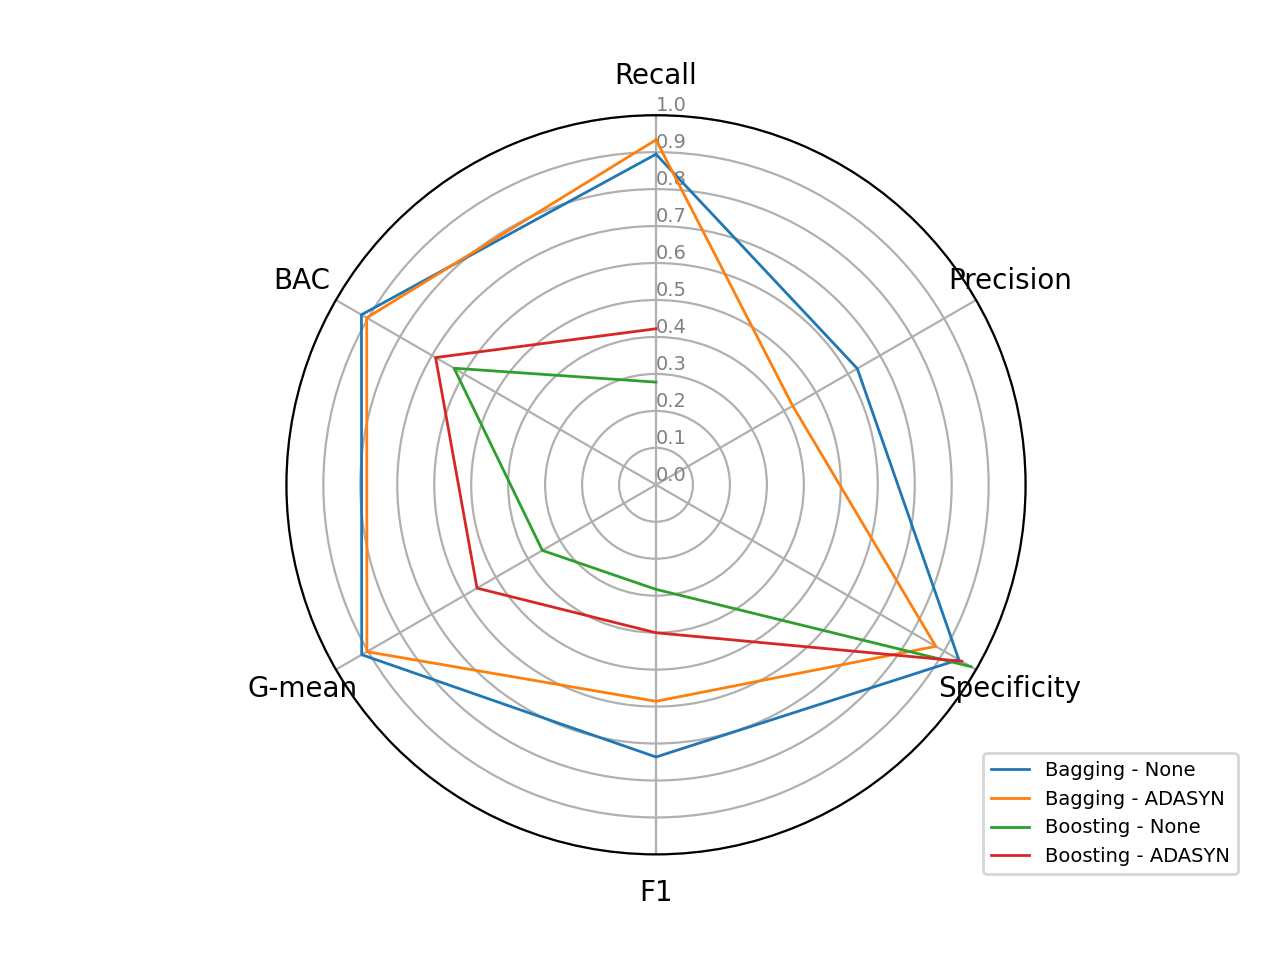 Recall
1.0
0.9
0.8
0.7
0.6
0.5
0.4
0.3
0.2
0.1
0.0
BAC
Precision
G-mean
Specificity
F1
Bagging - None
Bagging - ADASYN
Boosting - None
Boosting - ADASYN